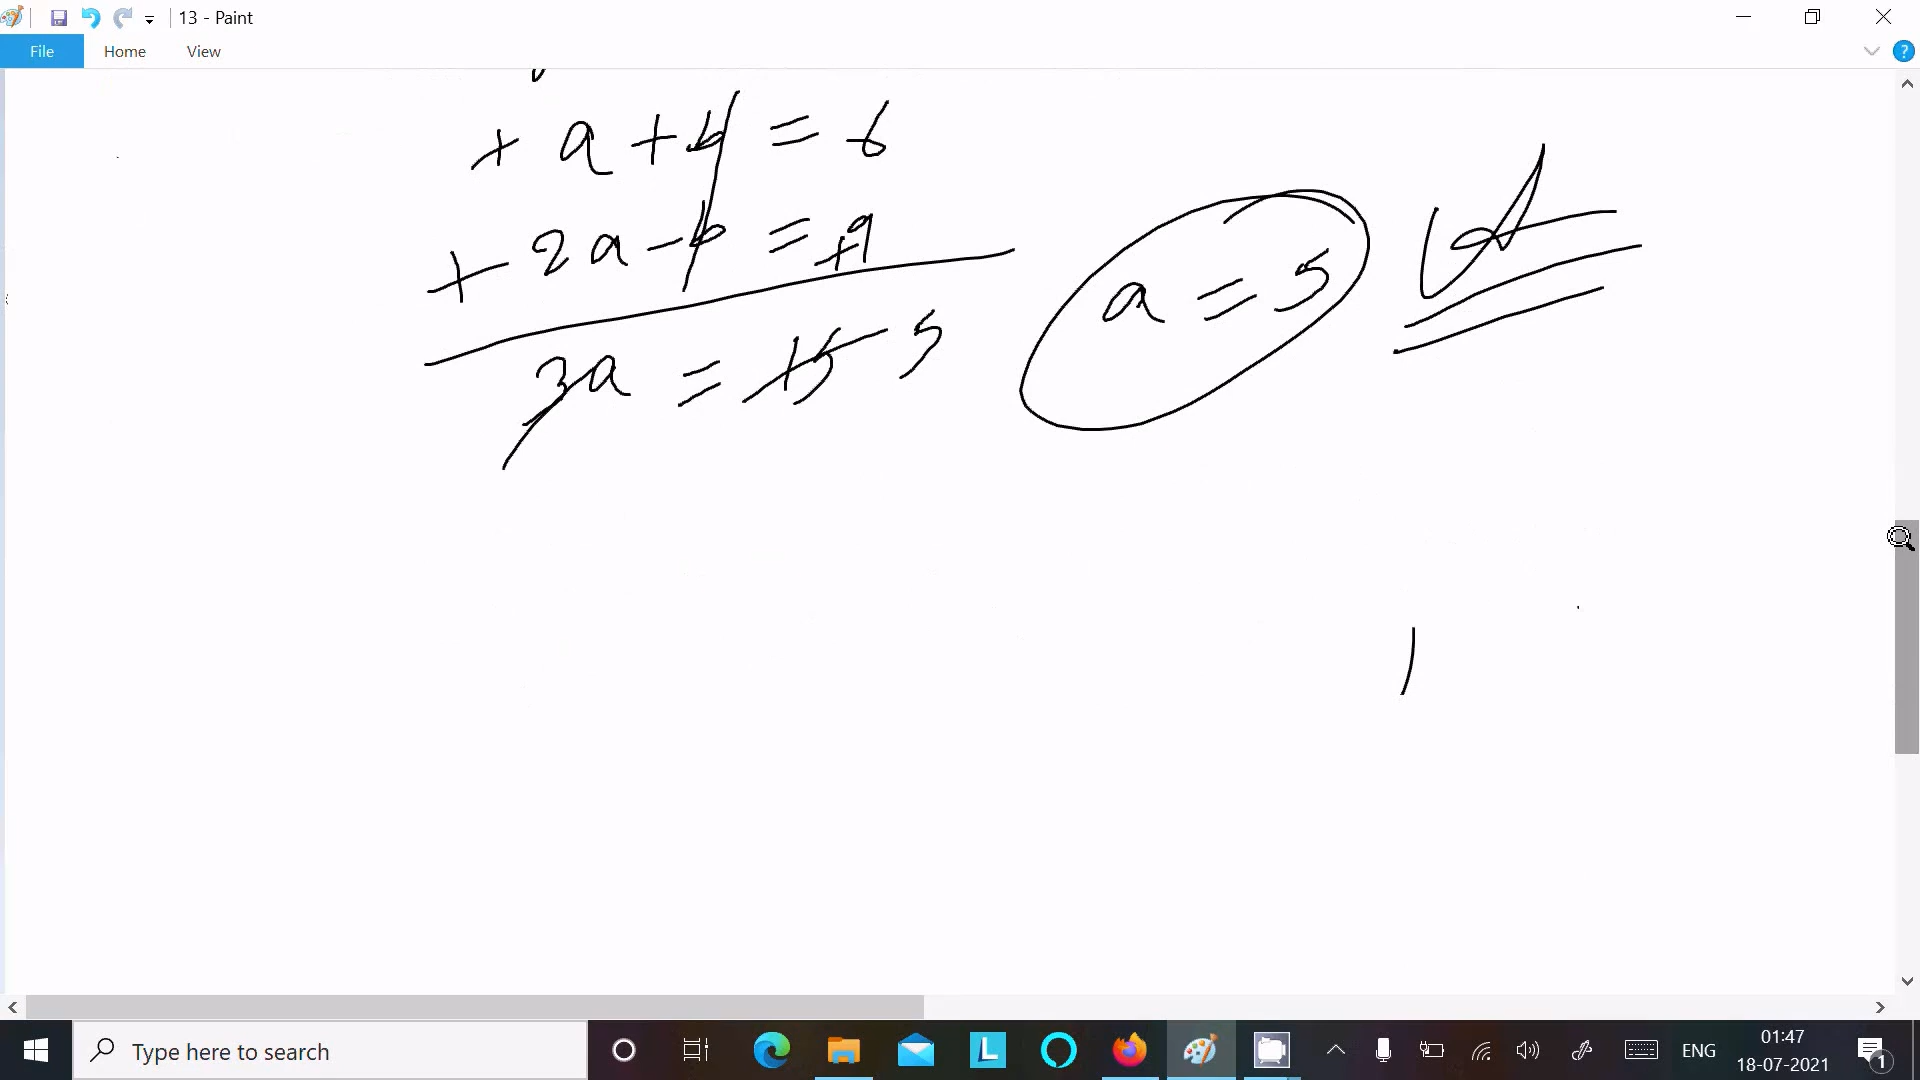 13 - Paint
File Home View
+ a + b = 6
+ 2a - b = +9
3a = 15 5
a = 5
Type here to search
ENG
01:47
18-07-2021
1